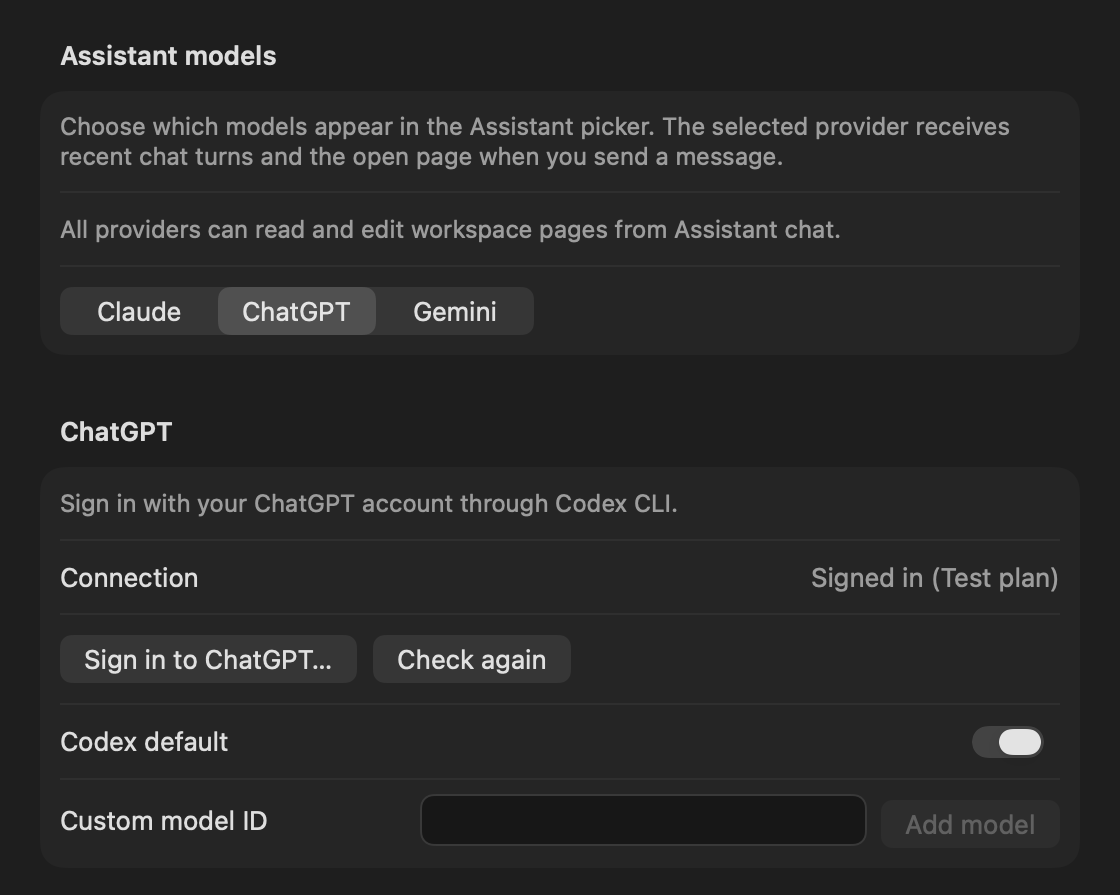 Assistant models
Choose which models appear in the Assistant picker. The selected provider receives
recent chat turns and the open page when you send a message.
All providers can read and edit workspace pages from Assistant chat.
Claude ChatGPT Gemini
ChatGPT
Sign in with your ChatGPT account through Codex CLI.
Connection Signed in (Test plan)
Sign in to ChatGPT... Check again
Codex default
Custom model ID Add model